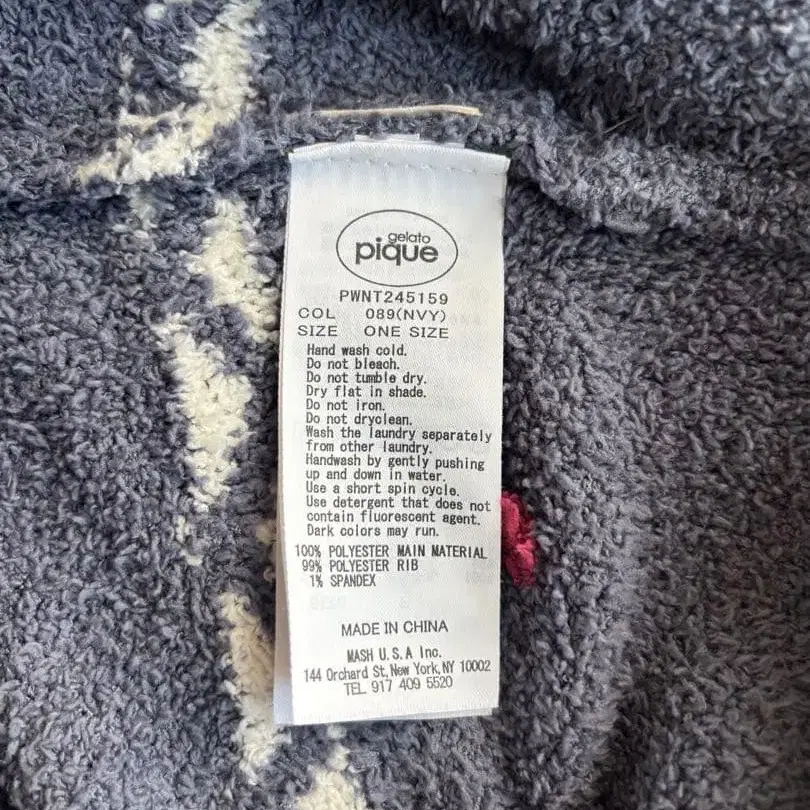 gelato
pique
PWNT245159
COL 089(NVY)
SIZE ONE SIZE
Hand wash cold.
Do not bleach.
Do not tumble dry.
Dry flat in shade.
Do not iron.
Do not dryclean.
Wash the laundry separately
from other laundry.
Handwash by gently pushing
up and down in water.
Use a short spin cycle.
Use detergent that does not
contain fluorescent agent.
Dark colors may run.
100% POLYESTER MAIN MATERIAL
99% POLYESTER RIB
1% SPANDEX
MADE IN CHINA
MASH U.S.A Inc.
144 Orchard St, New York, NY 10002
TEL 917 409 5520